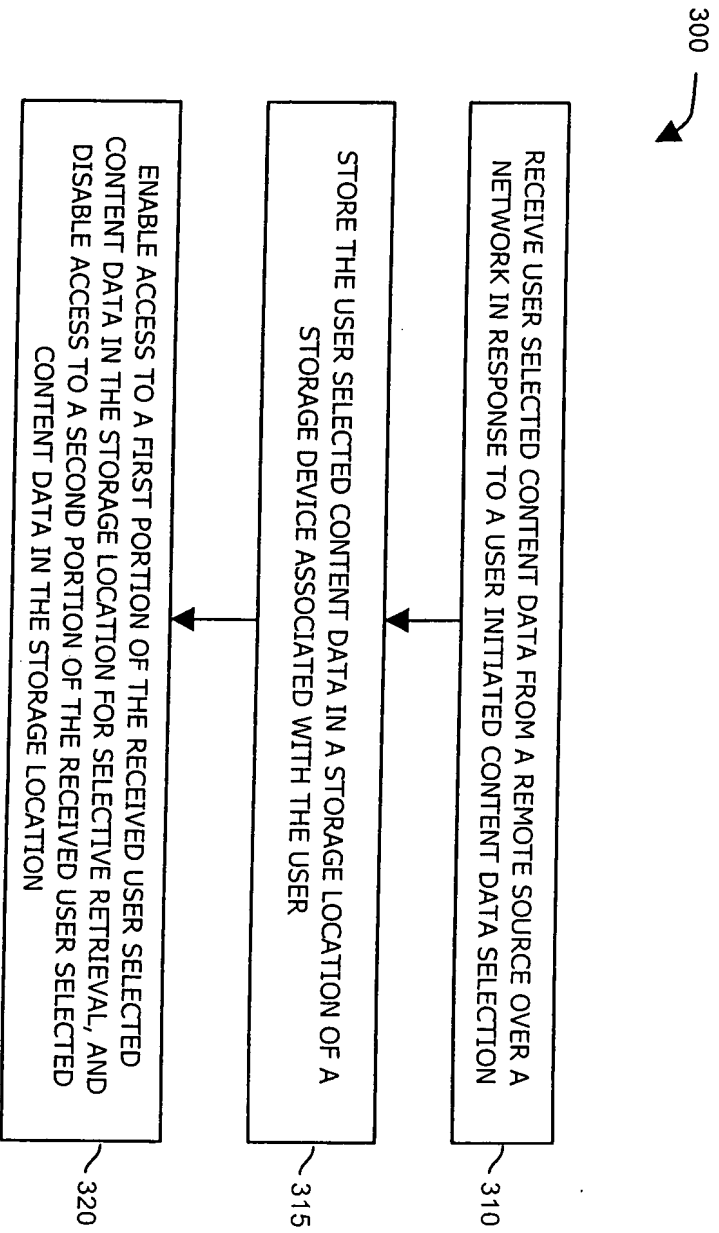 300
RECEIVE USER SELECTED CONTENT DATA FROM A REMOTE SOURCE OVER A
NETWORK IN RESPONSE TO A USER INITIATED CONTENT DATA SELECTION
310
STORE THE USER SELECTED CONTENT DATA IN A STORAGE LOCATION OF A
STORAGE DEVICE ASSOCIATED WITH THE USER
315
ENABLE ACCESS TO A FIRST PORTION OF THE RECEIVED USER SELECTED
CONTENT DATA IN THE STORAGE LOCATION FOR SELECTIVE RETRIEVAL, AND
DISABLE ACCESS TO A SECOND PORTION OF THE RECEIVED USER SELECTED
CONTENT DATA IN THE STORAGE LOCATION
320